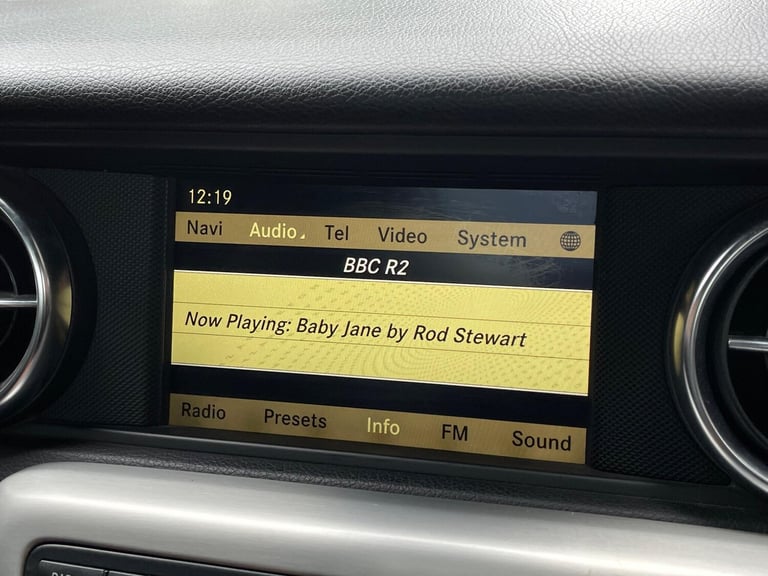 12:19
Navi Audio Tel Video System
BBC R2
Now Playing: Baby Jane by Rod Stewart
Radio Presets Info FM Sound